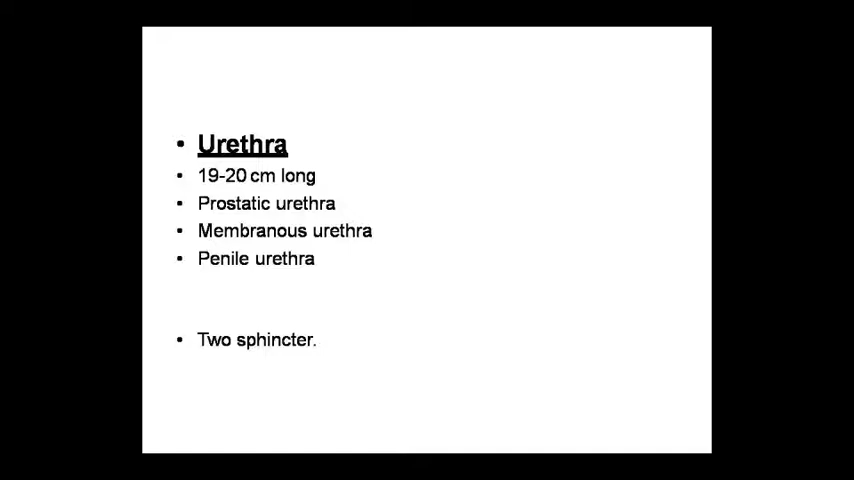 • Urethra
• 19-20 cm long
• Prostatic urethra
• Membranous urethra
• Penile urethra
• Two sphincter.